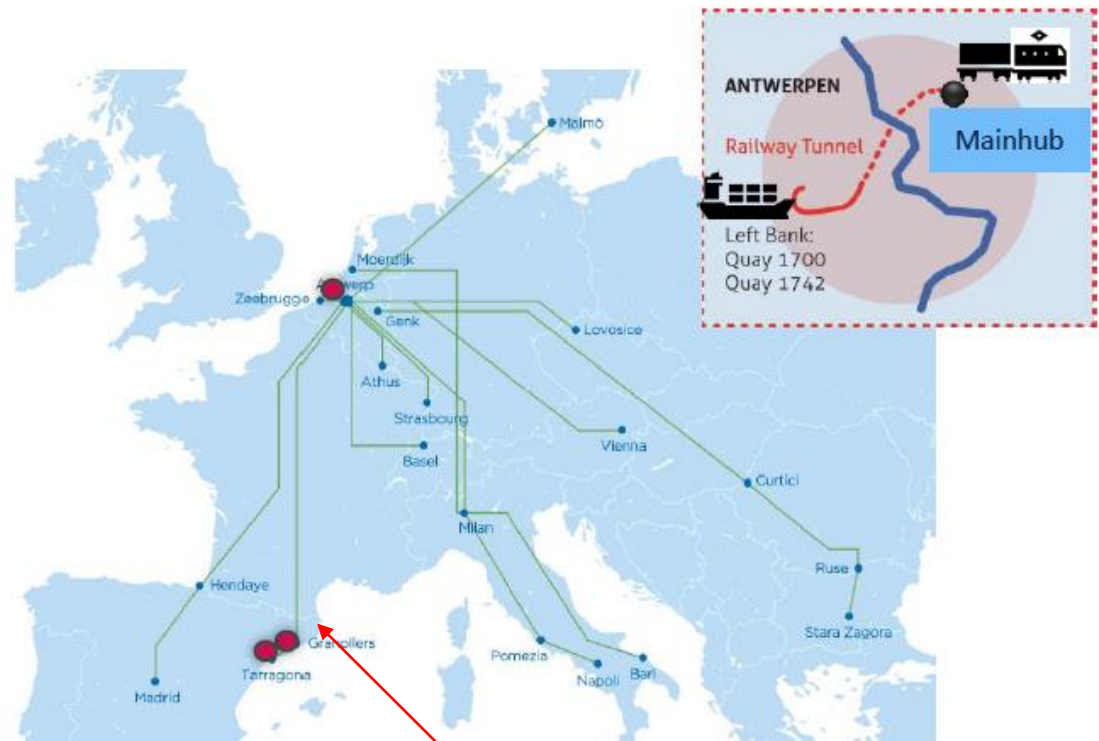 ANTWERPEN
Mainhub
Railway Tunnel
Left Bank:
Quay 1700
Quay 1742
Malmö
Moerdijk
Zeebrugge
Genk
Lovosice
Athus
Strasbourg
Vienna
Basel
Curtici
Milan
Hendaye
Ruse
Stara Zagora
Pomezia
Napoli
Bari
Tarragona
Madrid